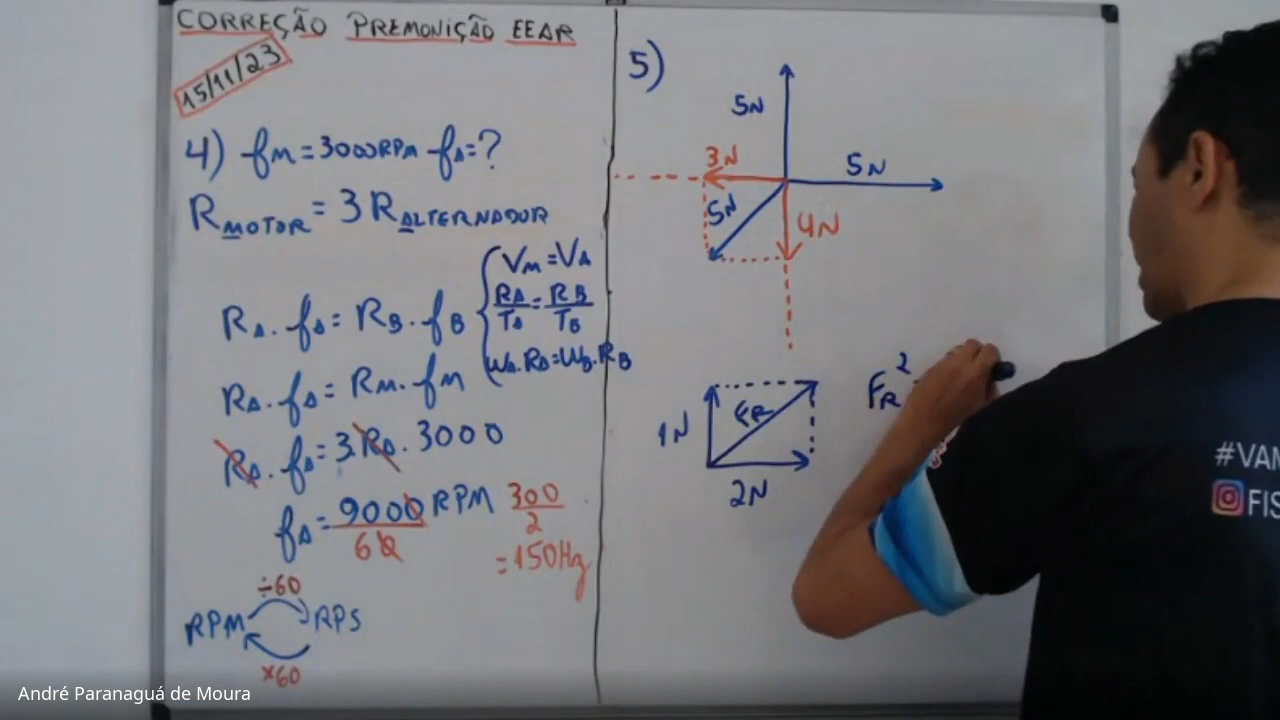 CORREÇÃO PREMONIÇÃO EEAR
15/11/23
4) fM = 3000RPM fA = ?
RMOTOR = 3 RALTERNADOR
VM = VA
RA/TA = RB/TB
WA.RA = WB.RB
RA. fA = RB. fB
RA. fA = RM. fM
RA. fA = 3 RA. 3000
fA = 9000 RPM/60 300/2
= 150Hz
÷60
RPM RPS
×60
5)
5N
3N
5N
5N
4N
1N
FR
2N
FR²
#VAM
FIS
André Paranaguá de Moura